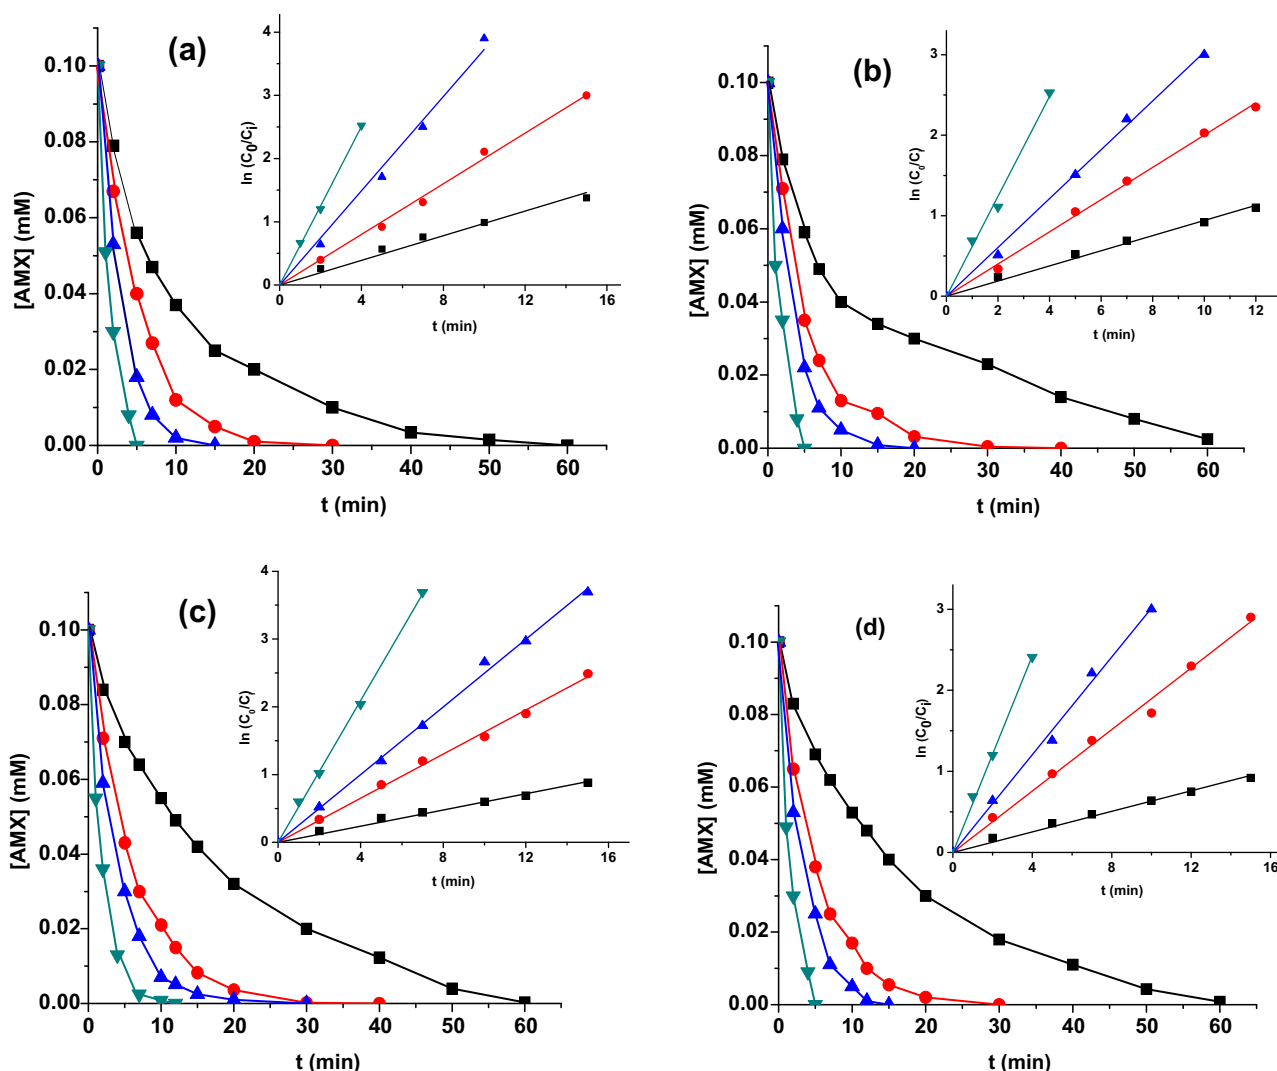 (a)
[AMX] (mM)
0.10
0.08
0.06
0.04
0.02
0.00
0 10 20 30 40 50 60
t (min)
ln (C0/Ci)
4
3
2
1
0
0 4 8 12 16
t (min)
(b)
[AMX] (mM)
0.10
0.08
0.06
0.04
0.02
0.00
0 10 20 30 40 50 60
t (min)
ln (C0/C)
3
2
1
0
0 2 4 6 8 10 12
t (min)
(c)
[AMX] (mM)
0.10
0.08
0.06
0.04
0.02
0.00
0 10 20 30 40 50 60
t (min)
ln (C0/C)
4
3
2
1
0
0 4 8 12 16
t (min)
(d)
[AMX] (mM)
0.10
0.08
0.06
0.04
0.02
0.00
0 10 20 30 40 50 60
t (min)
ln (C0/Ci)
3
2
1
0
0 4 8 12 16
t (min)